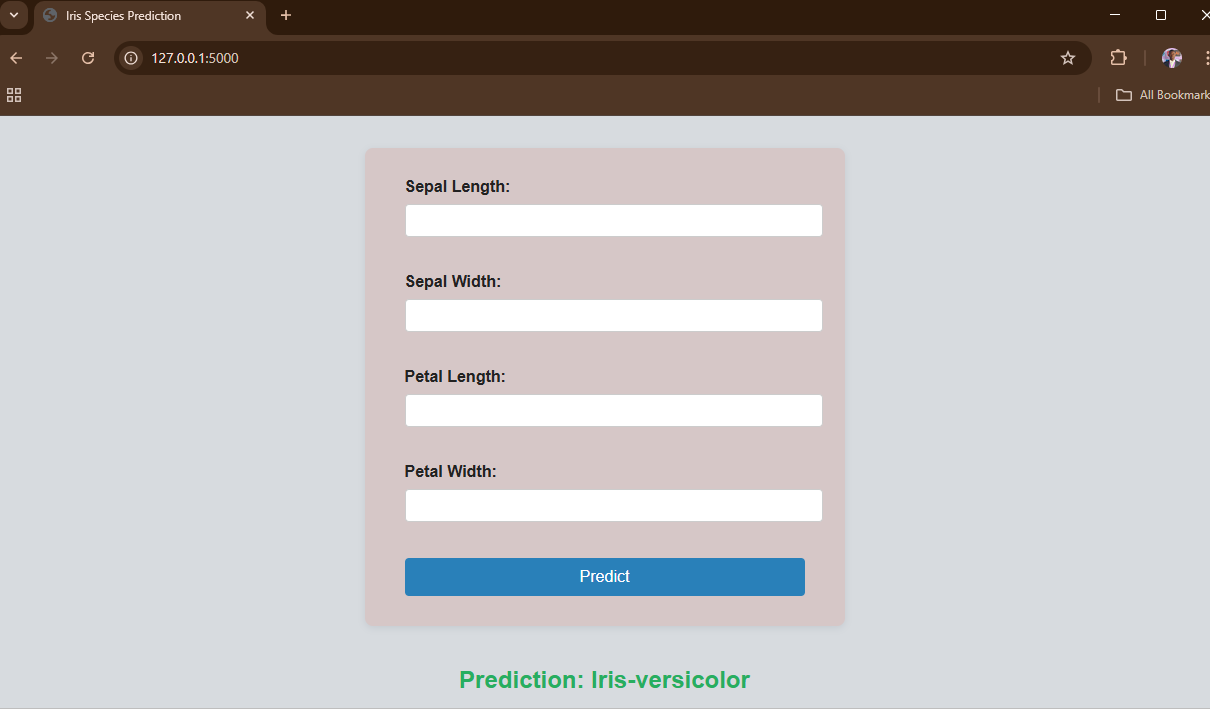 Iris Species Prediction
127.0.0.1:5000
All Bookmark
Sepal Length:
Sepal Width:
Petal Length:
Petal Width:
Predict
Prediction: Iris-versicolor